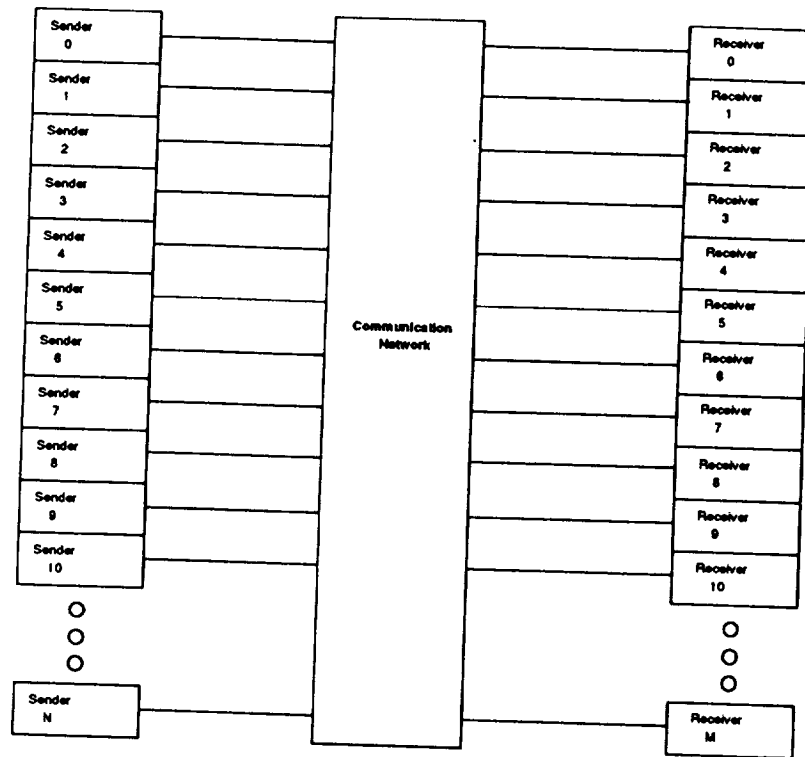 Sender
0
Sender
1
Sender
2
Sender
3
Sender
4
Sender
5
Sender
6
Sender
7
Sender
8
Sender
9
Sender
10
Sender
N
Communication
Network
Receiver
0
Receiver
1
Receiver
2
Receiver
3
Receiver
4
Receiver
5
Receiver
6
Receiver
7
Receiver
8
Receiver
9
Receiver
10
Receiver
M